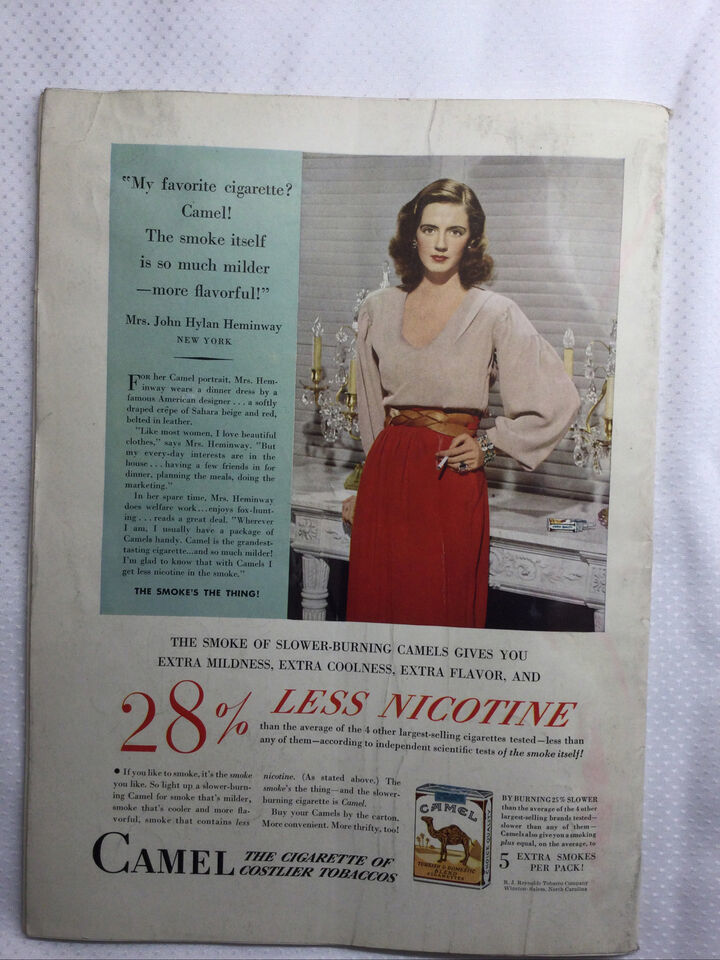 “My favorite cigarette?
Camel!
The smoke itself
is so much milder
—more flavorful!”
Mrs. John Hylan Heminway
NEW YORK
FOR her Camel portrait, Mrs. Hem-
inway wears a dinner dress by a
famous American designer . . . a softly
draped crêpe of Sahara beige and red,
belted in leather.
"Like most women, I love beautiful
clothes," says Mrs. Heminway. "But
my every-day interests are in the
house . . . having a few friends in for
dinner, planning the meals, doing the
marketing."
In her spare time, Mrs. Heminway
does welfare work...enjoys fox-hunt-
ing . . . reads a great deal. "Wherever
I am, I usually have a package of
Camels handy. Camel is the grandest-
tasting cigarette...and so much milder!
I'm glad to know that with Camels I
get less nicotine in the smoke."
THE SMOKE'S THE THING!
THE SMOKE OF SLOWER-BURNING CAMELS GIVES YOU
EXTRA MILDNESS, EXTRA COOLNESS, EXTRA FLAVOR, AND
28% LESS NICOTINE
than the average of the 4 other largest-selling cigarettes tested—less than
any of them—according to independent scientific tests of the smoke itself!
• If you like to smoke, it's the smoke
you like. So light up a slower-burn-
ing Camel for smoke that's milder,
smoke that's cooler and more fla-
vorful, smoke that contains less
nicotine. (As stated above.) The
smoke's the thing—and the slower-
burning cigarette is Camel.
Buy your Camels by the carton.
More convenient. More thrifty, too!
CAMEL
TURKISH & DOMESTIC
BLEND
CIGARETTES
CHOICE QUALITY
BY BURNING 25% SLOWER
than the average of the 4 other
largest-selling brands tested—
slower than any of them—
Camels also give you a smoking
plus equal, on the average, to
5 EXTRA SMOKES
PER PACK!
R. J. Reynolds Tobacco Company
Winston-Salem, North Carolina
CAMEL THE CIGARETTE OF
COSTLIER TOBACCOS